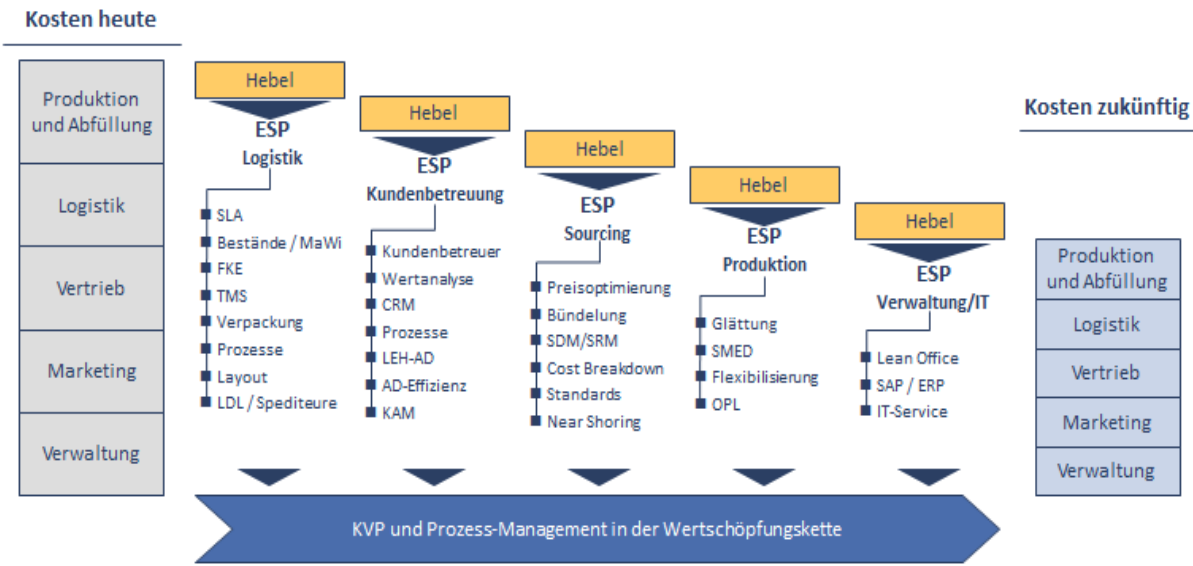 Kosten heute
Produktion
und Abfüllung
Logistik
Vertrieb
Marketing
Verwaltung
Hebel
ESP
Logistik
SLA
Bestände / MaWi
FKE
TMS
Verpackung
Prozesse
Layout
LDL / Spediteure
Hebel
ESP
Kundenbetreuung
Kundenbetreuer
Wertanalyse
CRM
Prozesse
LEH-AD
AD-Effizienz
KAM
Hebel
ESP
Sourcing
Preisoptimierung
Bündelung
SDM/SRM
Cost Breakdown
Standards
Near Shoring
Hebel
ESP
Produktion
Glättung
SMED
Flexibilisierung
OPL
Hebel
ESP
Verwaltung/IT
Lean Office
SAP / ERP
IT-Service
Kosten zukünftig
Produktion
und Abfüllung
Logistik
Vertrieb
Marketing
Verwaltung
KVP und Prozess-Management in der Wertschöpfungskette